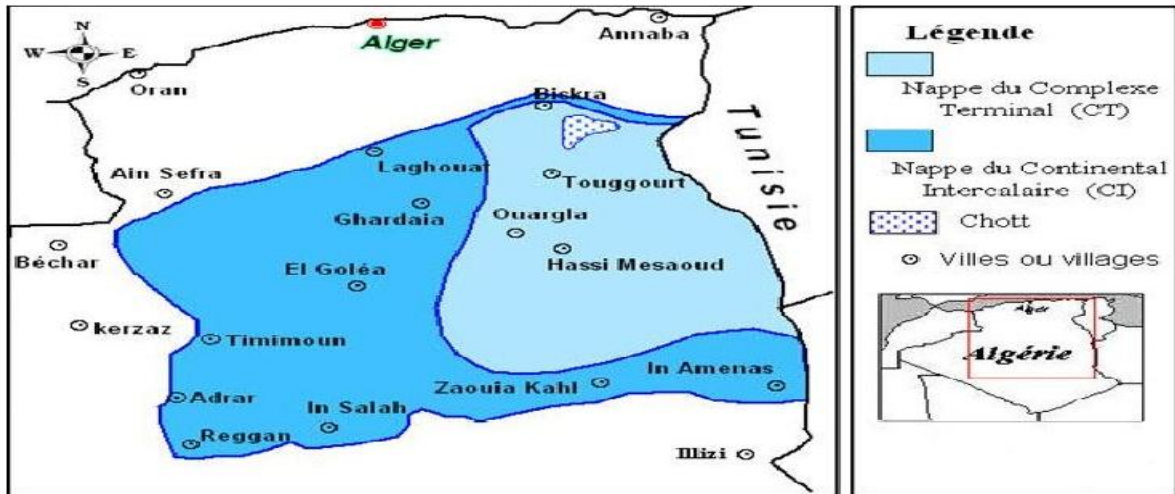 N
W E
S
Alger
Annaba
Oran
Biskra
Tunisie
Laghouat
Ain Sefra
Touggourt
Ghardaia
Ouargla
Béchar
Hassi Mesaoud
El Goléa
kerzaz
Timimoun
Zaouia Kahl
In Amenas
Adrar
In Salah
Reggan
Illizi
Légende
Nappe du Complexe
Terminal (CT)
Nappe du Continental
Intercalaire (CI)
Chott
Villes ou villages
Alger
Algérie